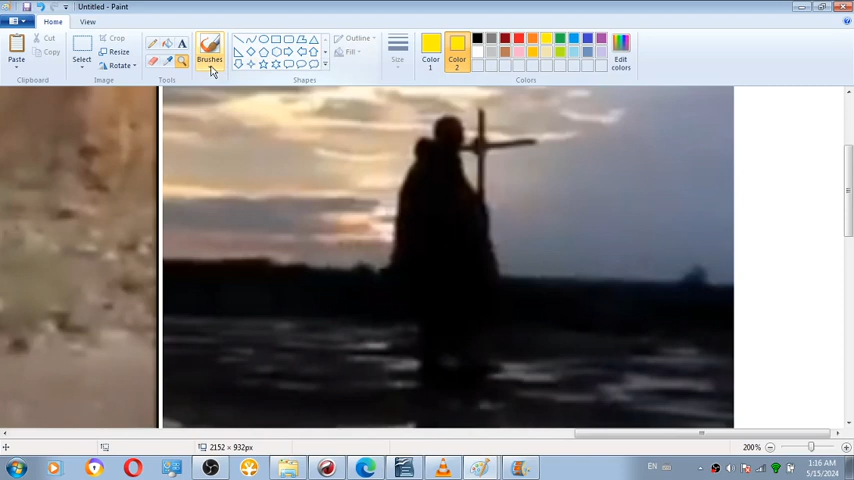 Untitled - Paint
Home View
Paste Cut Copy Clipboard
Select Crop Resize Rotate Image
Tools
Brushes
Outline Fill Shapes
Size
Color 1 Color 2 Colors
Edit colors
2152 × 932px 200%
EN 1:16 AM
5/15/2024